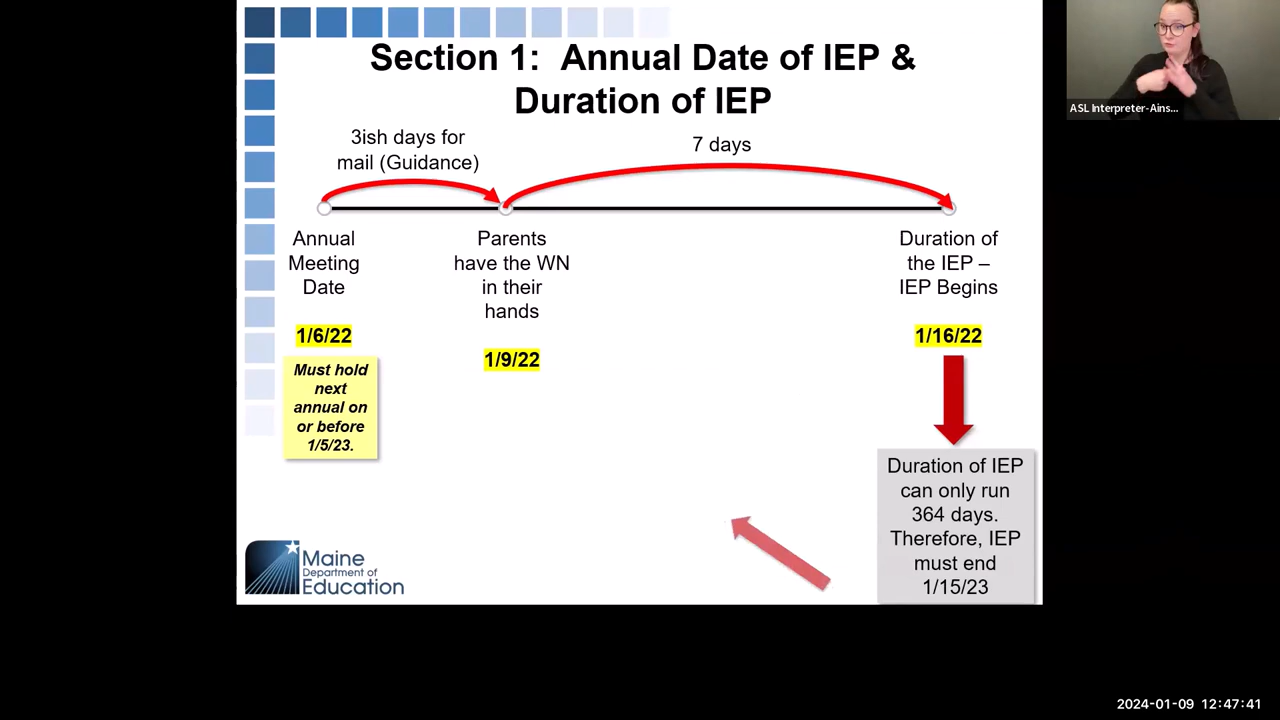 Section 1:  Annual Date of IEP &
Duration of IEP
3ish days for
mail (Guidance)
7 days
Annual
Meeting
Date
1/6/22
Must hold
next
annual on
or before
1/5/23.
Parents
have the WN
in their
hands
1/9/22
Duration of
the IEP –
IEP Begins
1/16/22
Duration of IEP
can only run
364 days.
Therefore, IEP
must end
1/15/23
Maine
Department of
Education
ASL Interpreter-Ains...
2024-01-09 12:47:41